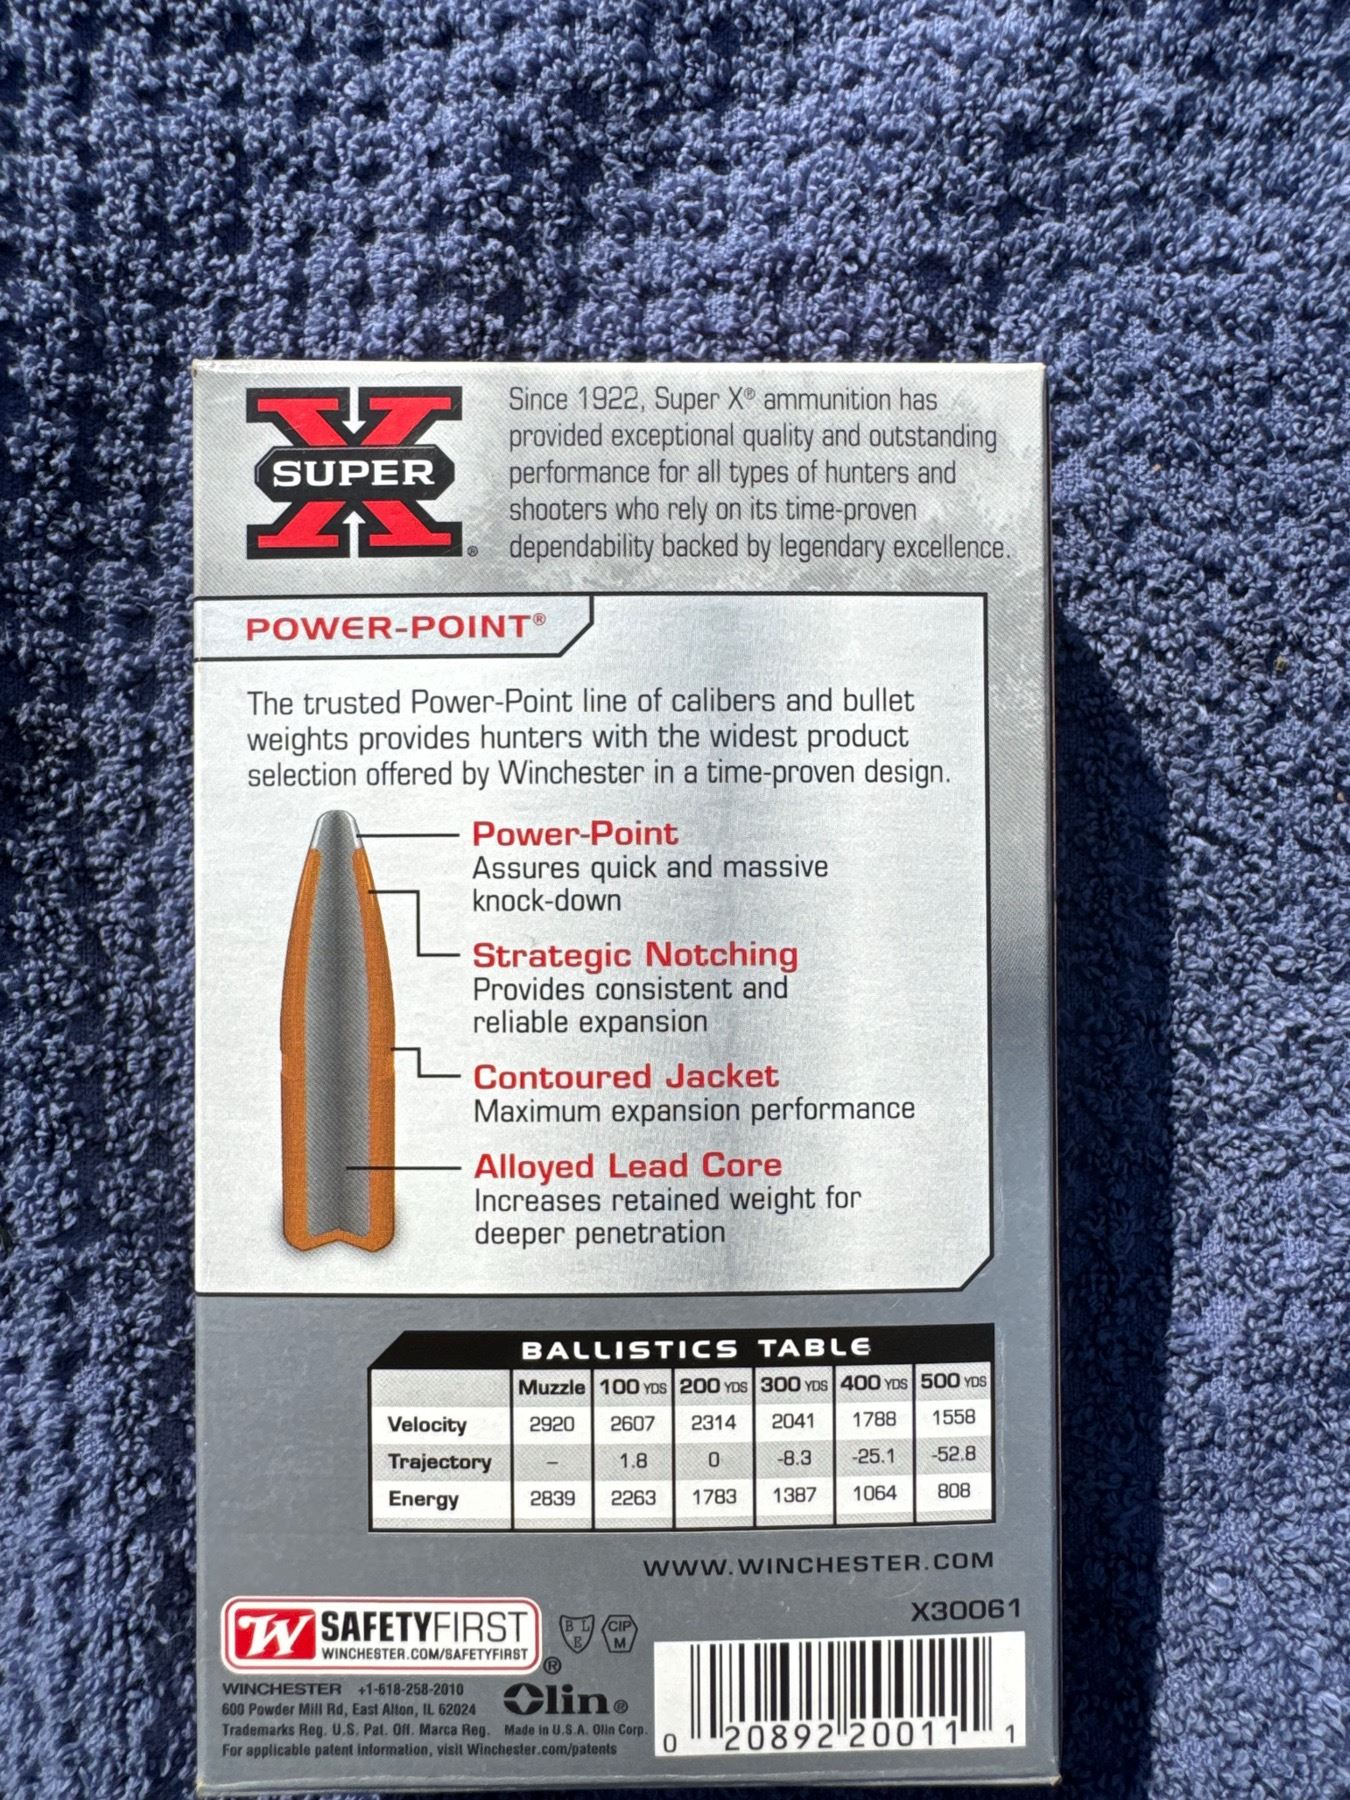 SUPER X®
Since 1922, Super X® ammunition has
provided exceptional quality and outstanding
performance for all types of hunters and
shooters who rely on its time-proven
dependability backed by legendary excellence.
POWER-POINT®
The trusted Power-Point line of calibers and bullet
weights provides hunters with the widest product
selection offered by Winchester in a time-proven design.
Power-Point
Assures quick and massive
knock-down
Strategic Notching
Provides consistent and
reliable expansion
Contoured Jacket
Maximum expansion performance
Alloyed Lead Core
Increases retained weight for
deeper penetration
BALLISTICS TABLE
Muzzle 100 YDS 200 YDS 300 YDS 400 YDS 500 YDS
Velocity 2920 2607 2314 2041 1788 1558
Trajectory – 1.8 0 -8.3 -25.1 -52.8
Energy 2839 2263 1783 1387 1064 808
WWW.WINCHESTER.COM
X30061
W SAFETYFIRST
WINCHESTER.COM/SAFETYFIRST
®
BLE
CIP M
WINCHESTER +1-618-258-2010
600 Powder Mill Rd, East Alton, IL 62024
Olin®
Trademarks Reg. U.S. Pat. Off. Marca Reg. Made in U.S.A. Olin Corp.
For applicable patent information, visit Winchester.com/patents
0 20892 20011 1